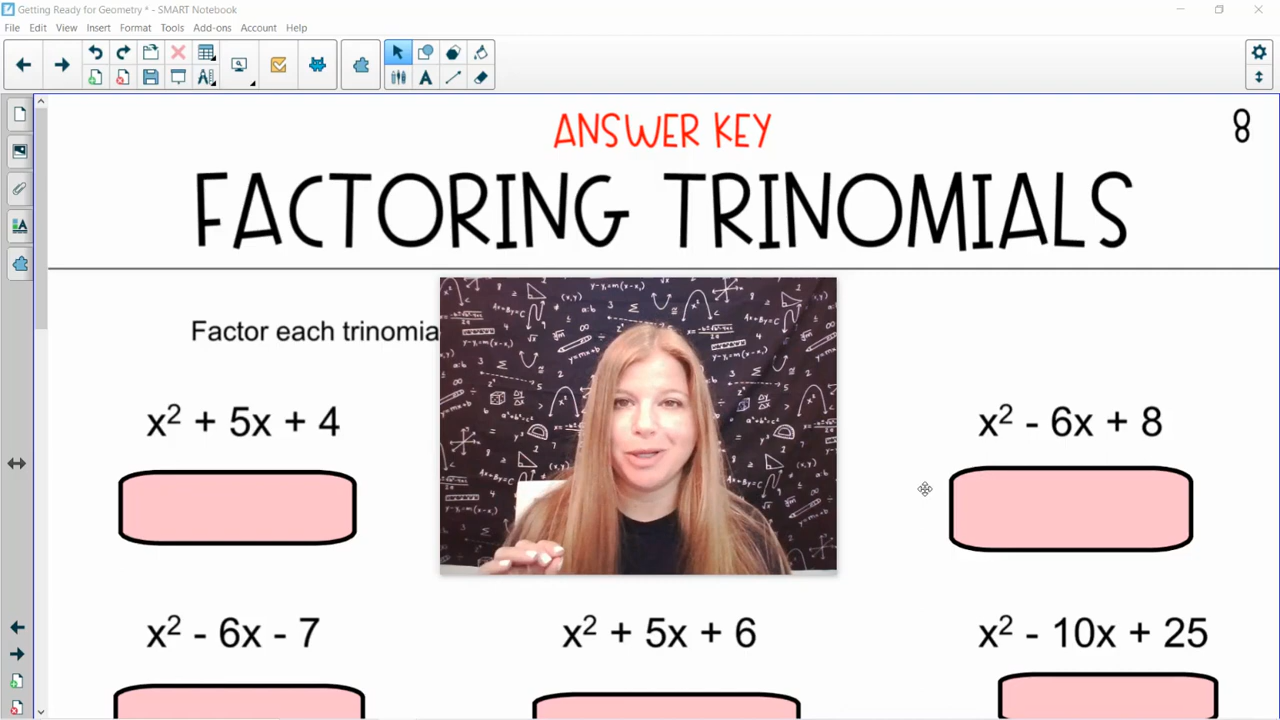 Getting Ready for Geometry * - SMART Notebook
File Edit View Insert Format Tools Add-ons Account Help
ANSWER KEY
8
FACTORING TRINOMIALS
Factor each trinomia
x² + 5x + 4
x² - 6x + 8
x² - 6x - 7
x² + 5x + 6
x² - 10x + 25